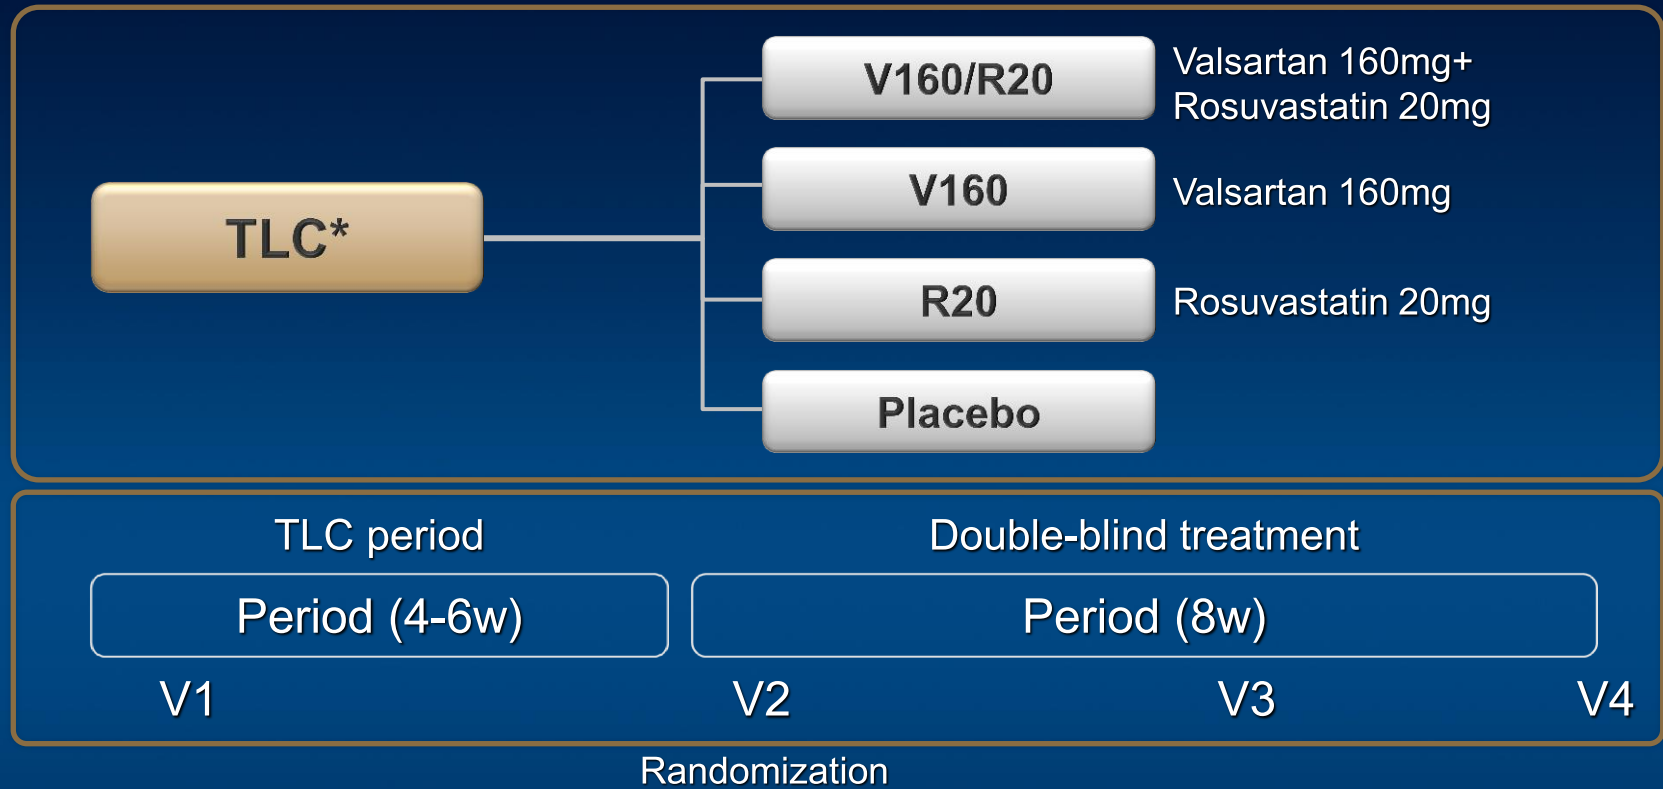 V160/R20
Valsartan 160mg+
Rosuvastatin 20mg
V160
Valsartan 160mg
TLC*
R20
Rosuvastatin 20mg
Placebo
TLC period
Double-blind treatment
Period (4-6w)
Period (8w)
V1
V2
V3
V4
Randomization